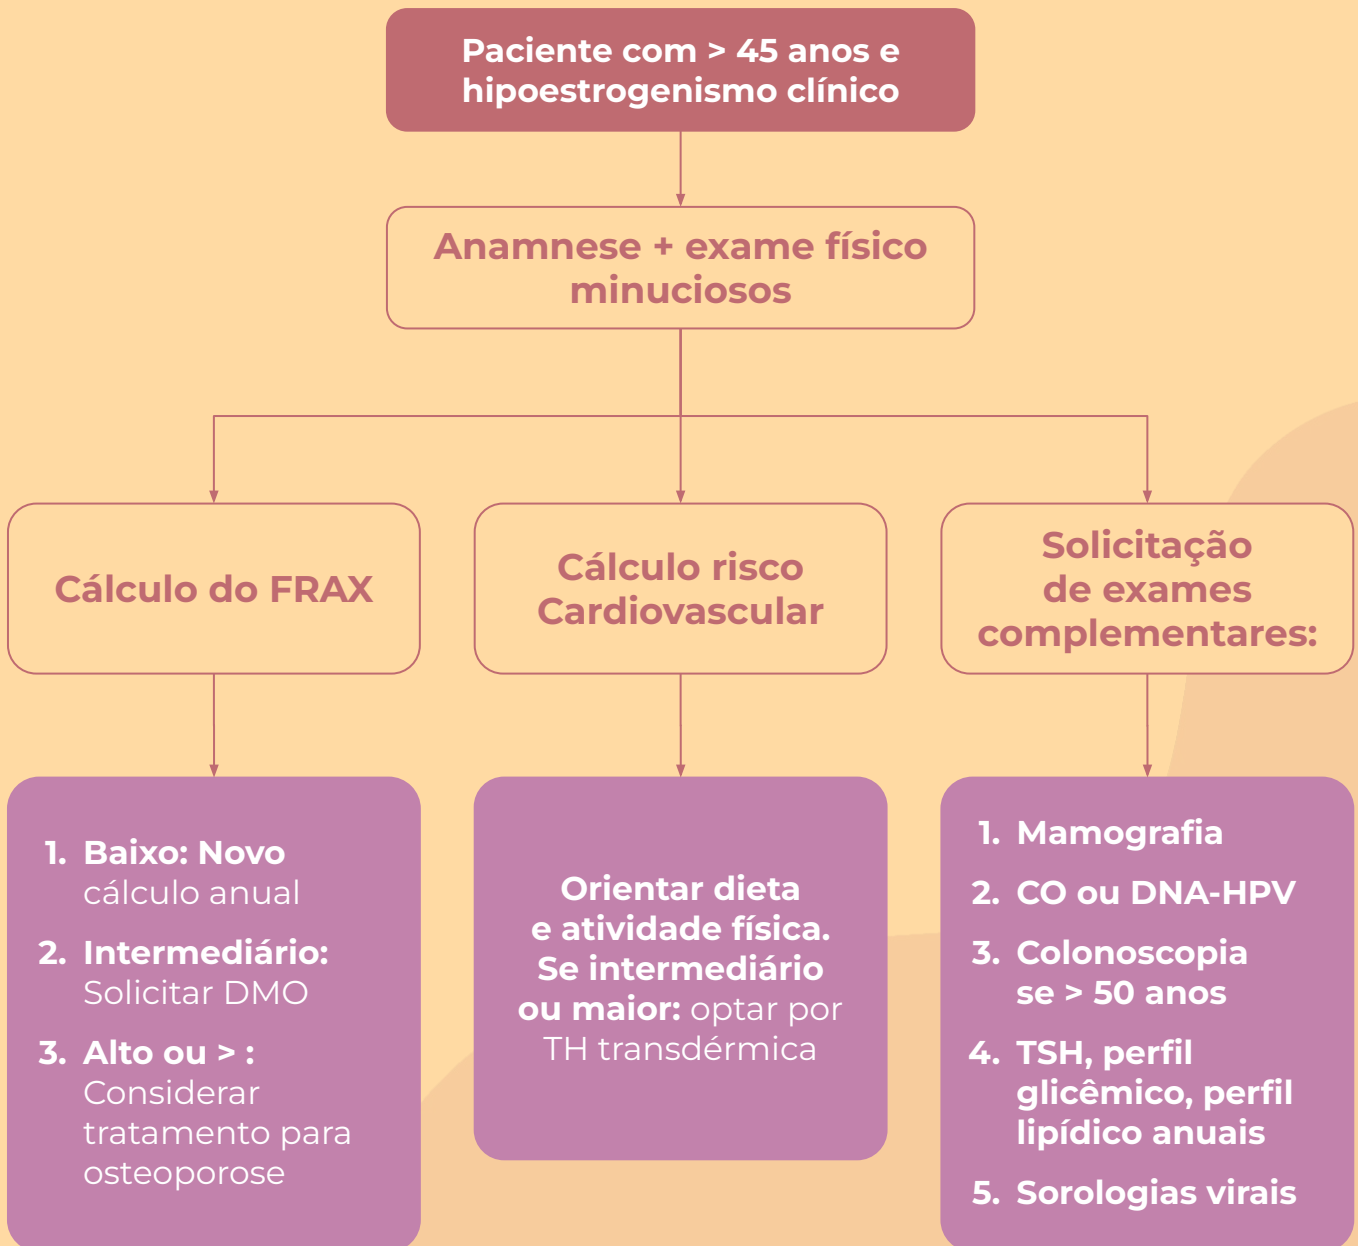 Paciente com > 45 anos e
hipoestrogenismo clínico
Anamnese + exame físico
minuciosos
Cálculo do FRAX
Cálculo risco
Cardiovascular
Solicitação
de exames
complementares:
1. Baixo: Novo
cálculo anual
2. Intermediário:
Solicitar DMO
3. Alto ou > :
Considerar
tratamento para
osteoporose
Orientar dieta
e atividade física.
Se intermediário
ou maior: optar por
TH transdérmica
1. Mamografia
2. CO ou DNA-HPV
3. Colonoscopia
se > 50 anos
4. TSH, perfil
glicêmico, perfil
lipídico anuais
5. Sorologias virais